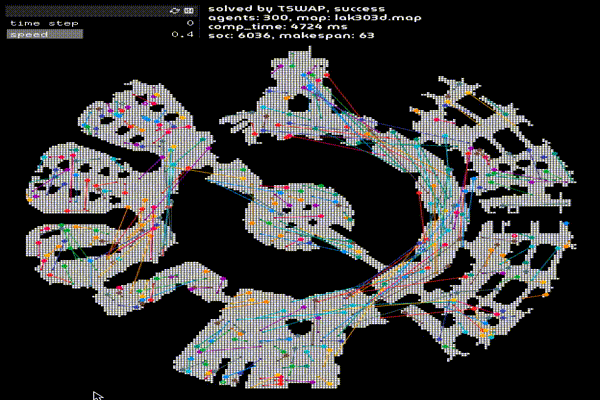 solved by TSWAP, success
agents: 300, map: lak303d.map
comp_time: 4724 ms
soc: 6036, makespan: 63
time step 0
speed 0.4